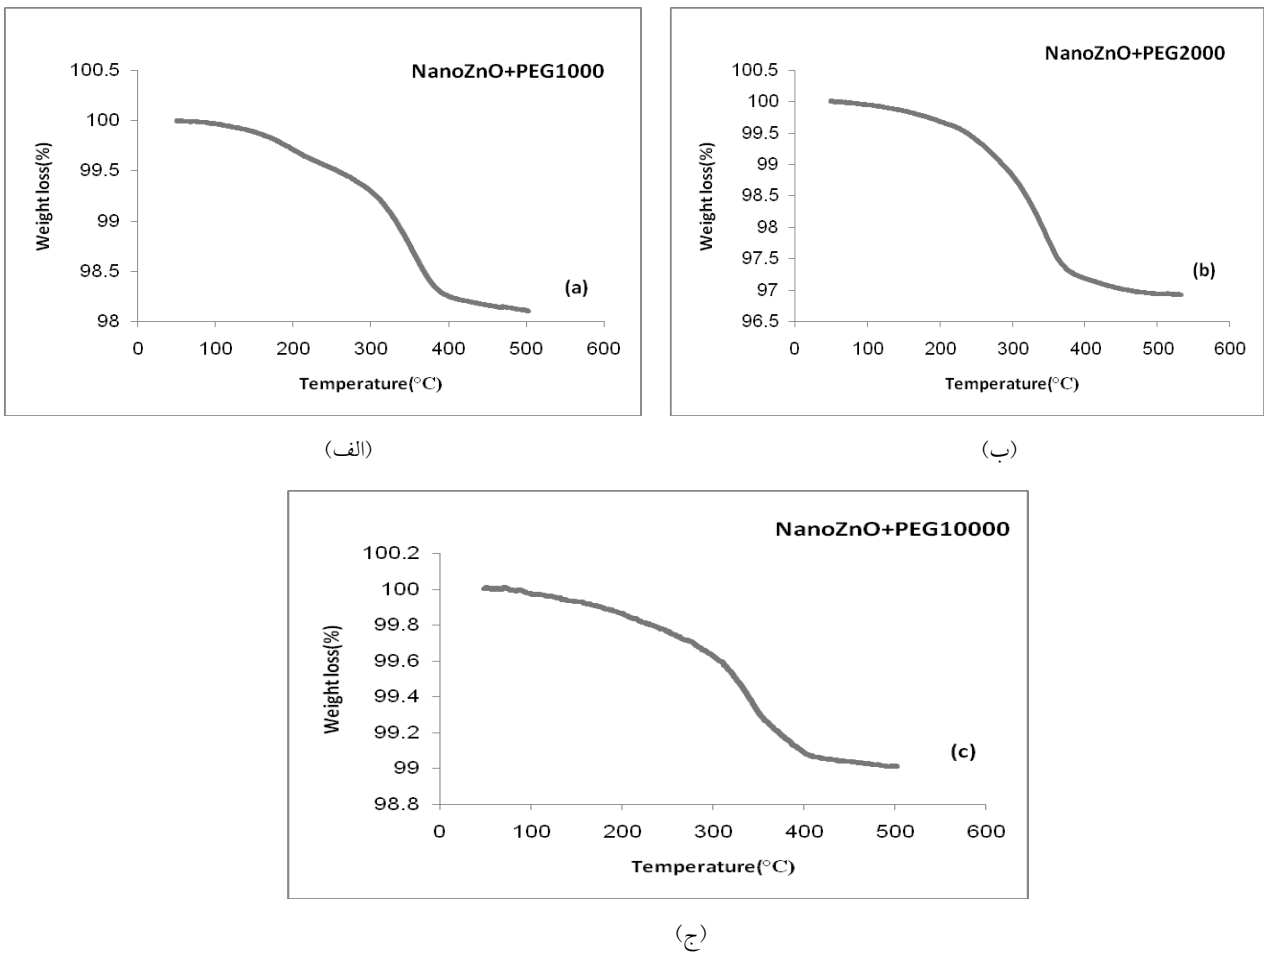 NanoZnO+PEG1000
100.5
100
99.5
99
98.5
98
Weight loss(%)
(a)
0 100 200 300 400 500 600
Temperature(°C)
(الف)
NanoZnO+PEG2000
100.5
100
99.5
99
98.5
98
97.5
97
96.5
Weight loss(%)
(b)
0 100 200 300 400 500 600
Temperature(°C)
(ب)
NanoZnO+PEG10000
100.2
100
99.8
99.6
99.4
99.2
99
98.8
Weight loss(%)
(c)
0 100 200 300 400 500 600
Temperature(°C)
(ج)